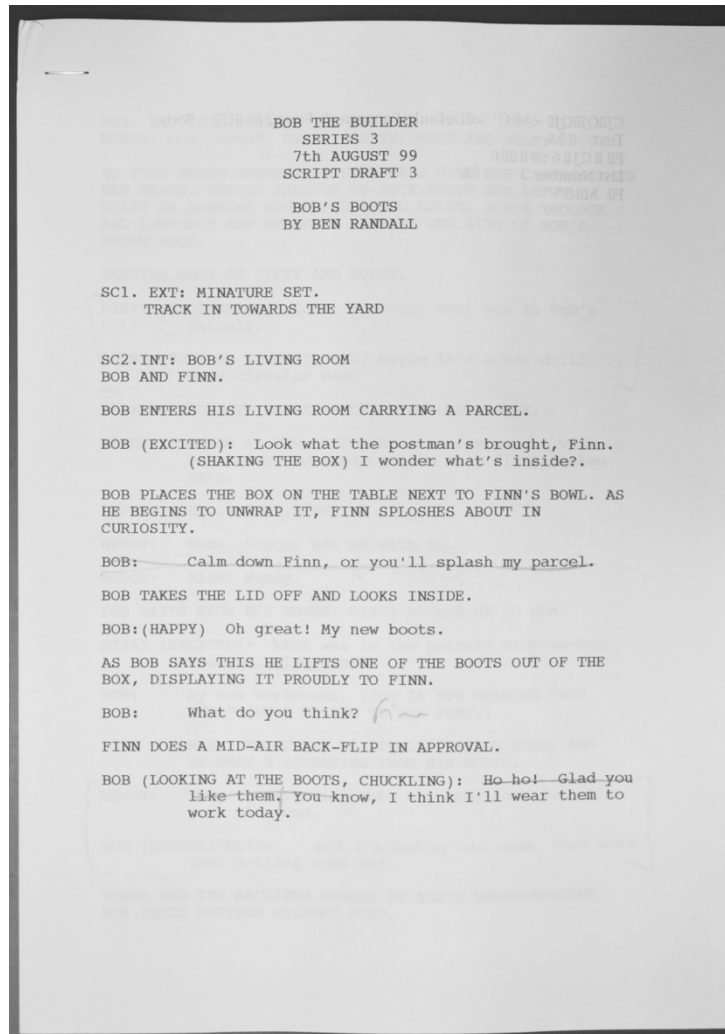 BOB THE BUILDER
SERIES 3
7th AUGUST 99
SCRIPT DRAFT 3
BOB'S BOOTS
BY BEN RANDALL
SC1. EXT: MINATURE SET.
TRACK IN TOWARDS THE YARD
SC2.INT: BOB'S LIVING ROOM
BOB AND FINN.
BOB ENTERS HIS LIVING ROOM CARRYING A PARCEL.
BOB (EXCITED): Look what the postman's brought, Finn.
(SHAKING THE BOX) I wonder what's inside?.
BOB PLACES THE BOX ON THE TABLE NEXT TO FINN'S BOWL. AS
HE BEGINS TO UNWRAP IT, FINN SPLOSHES ABOUT IN
CURIOSITY.
BOB: Calm down Finn, or you'll splash my parcel.
BOB TAKES THE LID OFF AND LOOKS INSIDE.
BOB:(HAPPY) Oh great! My new boots.
AS BOB SAYS THIS HE LIFTS ONE OF THE BOOTS OUT OF THE
BOX, DISPLAYING IT PROUDLY TO FINN.
BOB: What do you think? Finn
FINN DOES A MID-AIR BACK-FLIP IN APPROVAL.
BOB (LOOKING AT THE BOOTS, CHUCKLING): Ho ho! Glad you
like them. You know, I think I'll wear them to
work today.